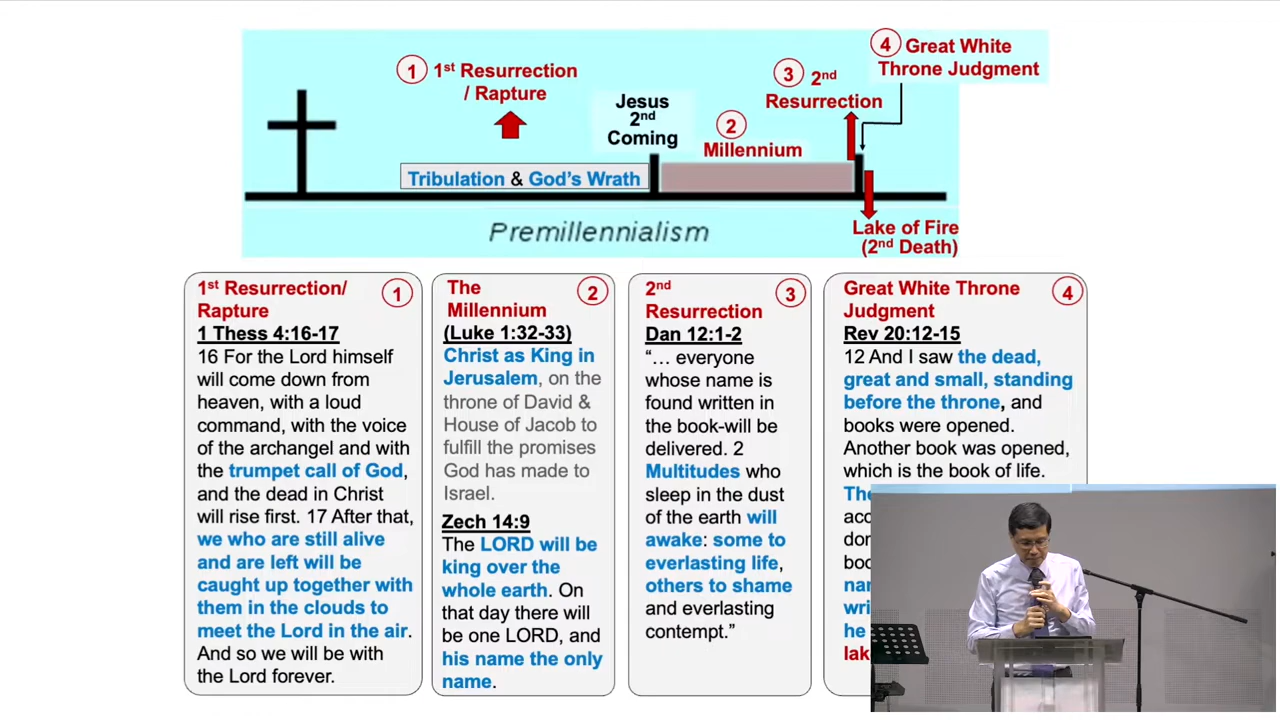 1st Resurrection
/ Rapture
1
Jesus
2nd
Coming
2
Millennium
3
2nd
Resurrection
4
Great White
Throne Judgment
Tribulation & God’s Wrath
Lake of Fire
(2nd Death)
Premillennialism
1st Resurrection/
Rapture
1
1 Thess 4:16-17
16 For the Lord himself
will come down from
heaven, with a loud
command, with the voice
of the archangel and with
the trumpet call of God,
and the dead in Christ
will rise first. 17 After that,
we who are still alive
and are left will be
caught up together with
them in the clouds to
meet the Lord in the air.
And so we will be with
the Lord forever.
The
Millennium
2
(Luke 1:32-33)
Christ as King in
Jerusalem, on the
throne of David &
House of Jacob to
fulfill the promises
God has made to
Israel.
Zech 14:9
The LORD will be
king over the
whole earth. On
that day there will
be one LORD, and
his name the only
name.
2nd
Resurrection
3
Dan 12:1-2
“… everyone
whose name is
found written in
the book-will be
delivered. 2
Multitudes who
sleep in the dust
of the earth will
awake: some to
everlasting life,
others to shame
and everlasting
contempt.”
Great White Throne
Judgment
4
Rev 20:12-15
12 And I saw the dead,
great and small, standing
before the throne, and
books were opened.
Another book was opened,
which is the book of life.
he